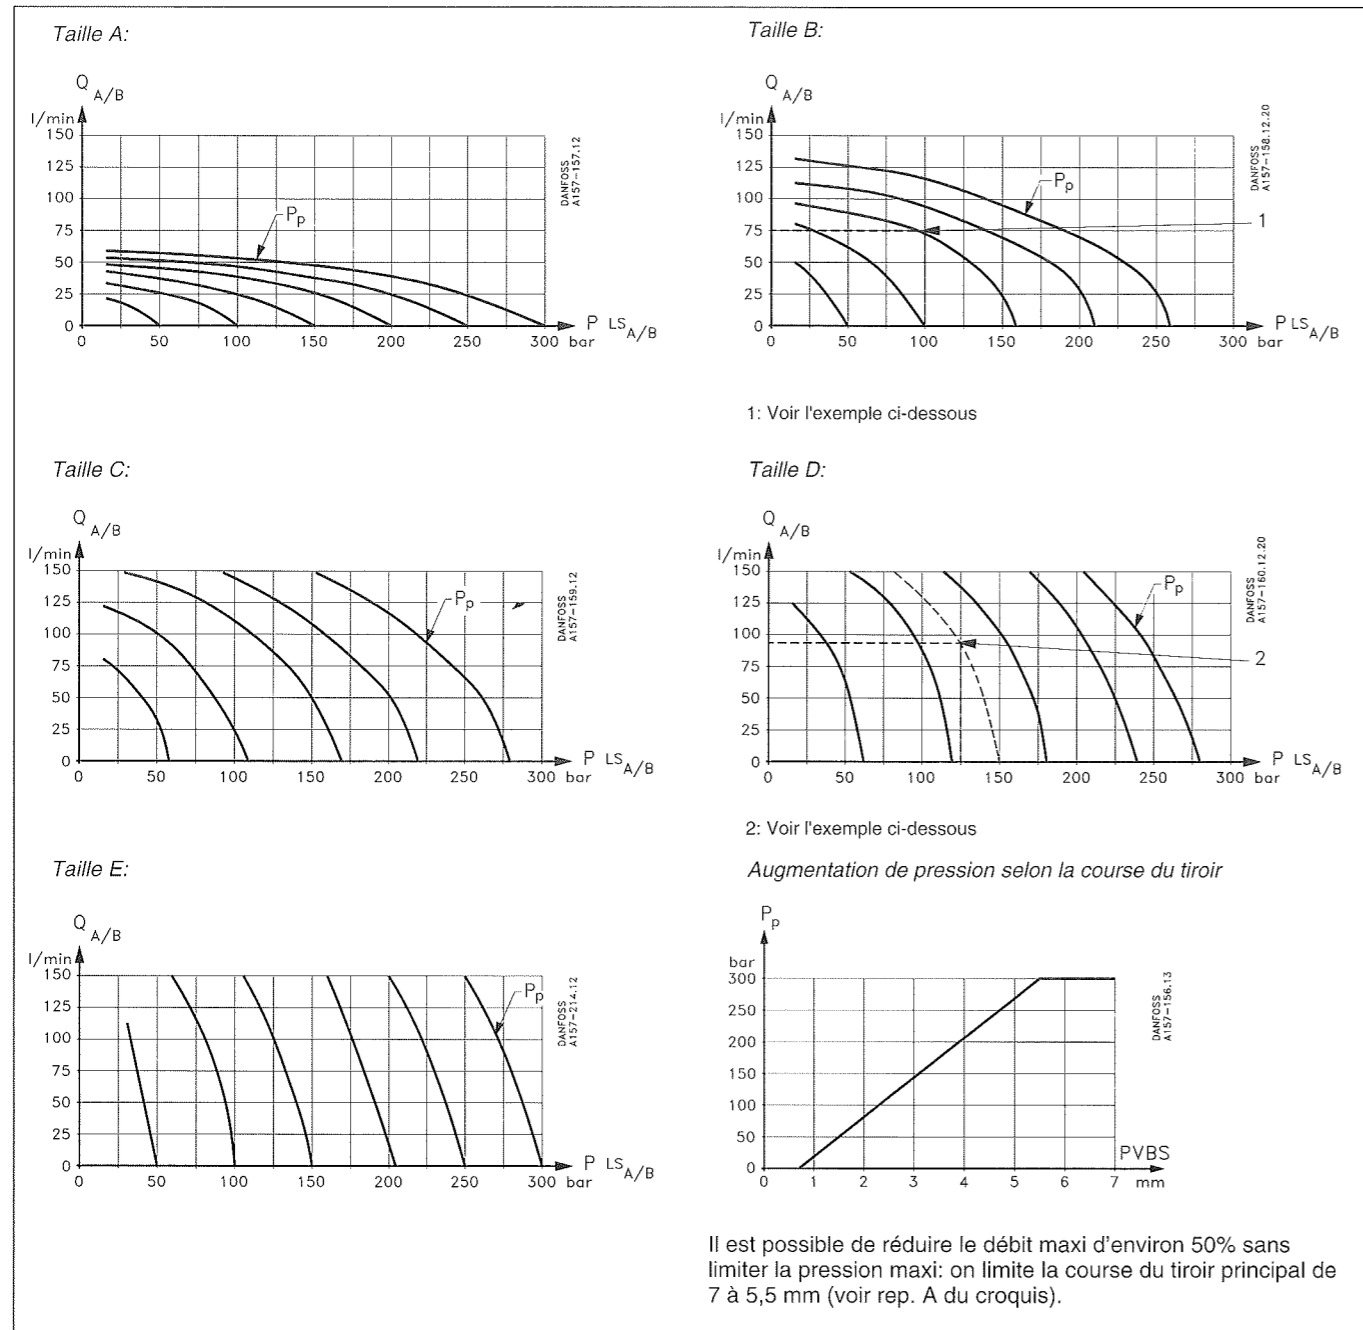 Taille A:
Q A/B
l/min
150
125
100
75
50
25
0
Pp
0 50 100 150 200 250 300
bar
P LS A/B
DANFOSS
A157-157.12
Taille B:
Q A/B
l/min
150
125
100
75
50
25
0
Pp
1
0 50 100 150 200 250 300
bar
P LS A/B
DANFOSS
A157-158.12.20
1: Voir l'exemple ci-dessous
Taille C:
Q A/B
l/min
150
125
100
75
50
25
0
Pp
0 50 100 150 200 250 300
bar
P LS A/B
DANFOSS
A157-159.12
Taille D:
Q A/B
l/min
150
125
100
75
50
25
0
Pp
2
0 50 100 150 200 250 300
bar
P LS A/B
DANFOSS
A157-160.12.20
2: Voir l'exemple ci-dessous
Taille E:
Q A/B
l/min
150
125
100
75
50
25
0
Pp
0 50 100 150 200 250 300 bar
P LS A/B
DANFOSS
A157-214.12
Augmentation de pression selon la course du tiroir
Pp
bar
300
250
200
150
100
50
0
PVBS
0 1 2 3 4 5 6 7 mm
DANFOSS
A157-156.13
Il est possible de réduire le débit maxi d'environ 50% sans
limiter la pression maxi: on limite la course du tiroir principal de
7 à 5,5 mm (voir rep. A du croquis).